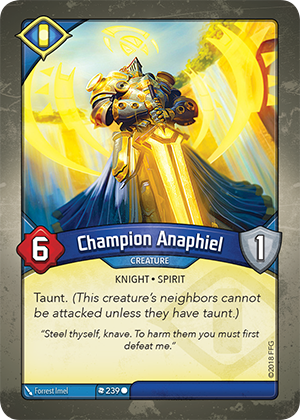 Champion Anaphiel
CREATURE
6
1
KNIGHT • SPIRIT
Taunt. (This creature's neighbors cannot
be attacked unless they have taunt.)
"Steel thyself, knave. To harm them you must first
defeat me."
Forrest Imel
239
©2018 FFG